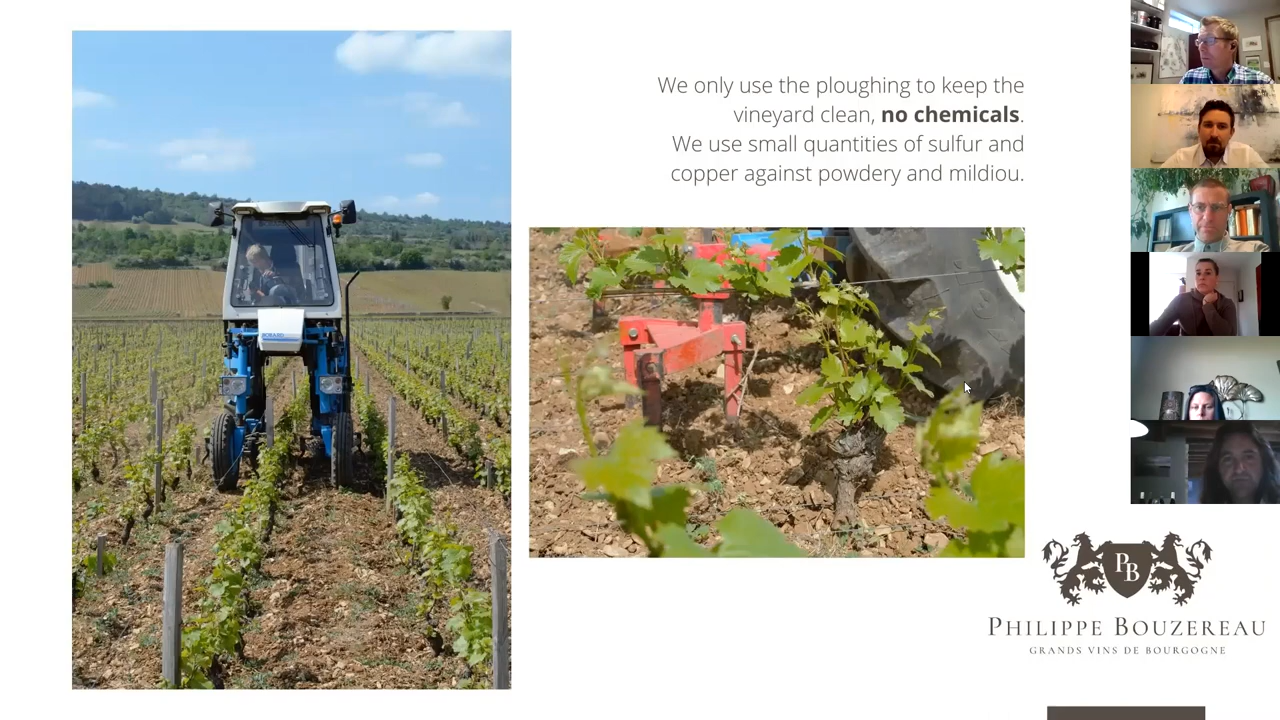 We only use the ploughing to keep the
vineyard clean, no chemicals.
We use small quantities of sulfur and
copper against powdery and mildiou.
PB
PHILIPPE BOUZEREAU
GRANDS VINS DE BOURGOGNE